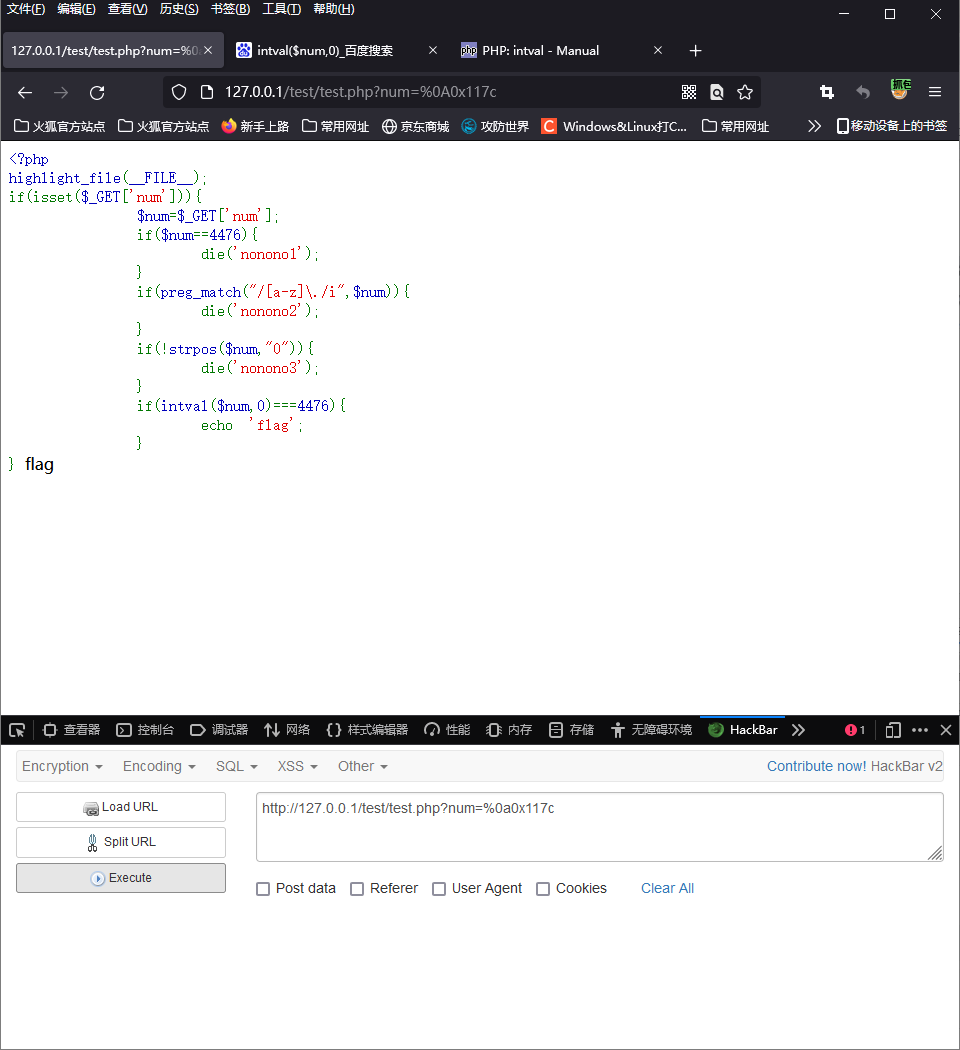 文件(F) 编辑(E) 查看(V) 历史(S) 书签(B) 工具(T) 帮助(H)
127.0.0.1/test/test.php?num=%0 intval($num,0)_百度搜索 php PHP: intval - Manual
127.0.0.1/test/test.php?num=%0A0x117c 抓包
火狐官方站点 火狐官方站点 新手上路 常用网址 京东商城 攻防世界 C Windows&Linux打C... 常用网址 移动设备上的书签
<?php
highlight_file(__FILE__);
if(isset($_GET['num'])){
$num=$_GET['num'];
if($num==4476){
die('nonono1');
}
if(preg_match("/[a-z]\./i",$num)){
die('nonono2');
}
if(!strpos($num,"0")){
die('nonono3');
}
if(intval($num,0)===4476){
echo 'flag';
}
} flag
查看器 控制台 调试器 {} 样式编辑器 网络 性能 内存 存储 无障碍环境 HackBar 1
Encryption Encoding SQL XSS Other Contribute now! HackBar v2
Load URL http://127.0.0.1/test/test.php?num=%0a0x117c
Split URL
Execute Post data Referer User Agent Cookies Clear All